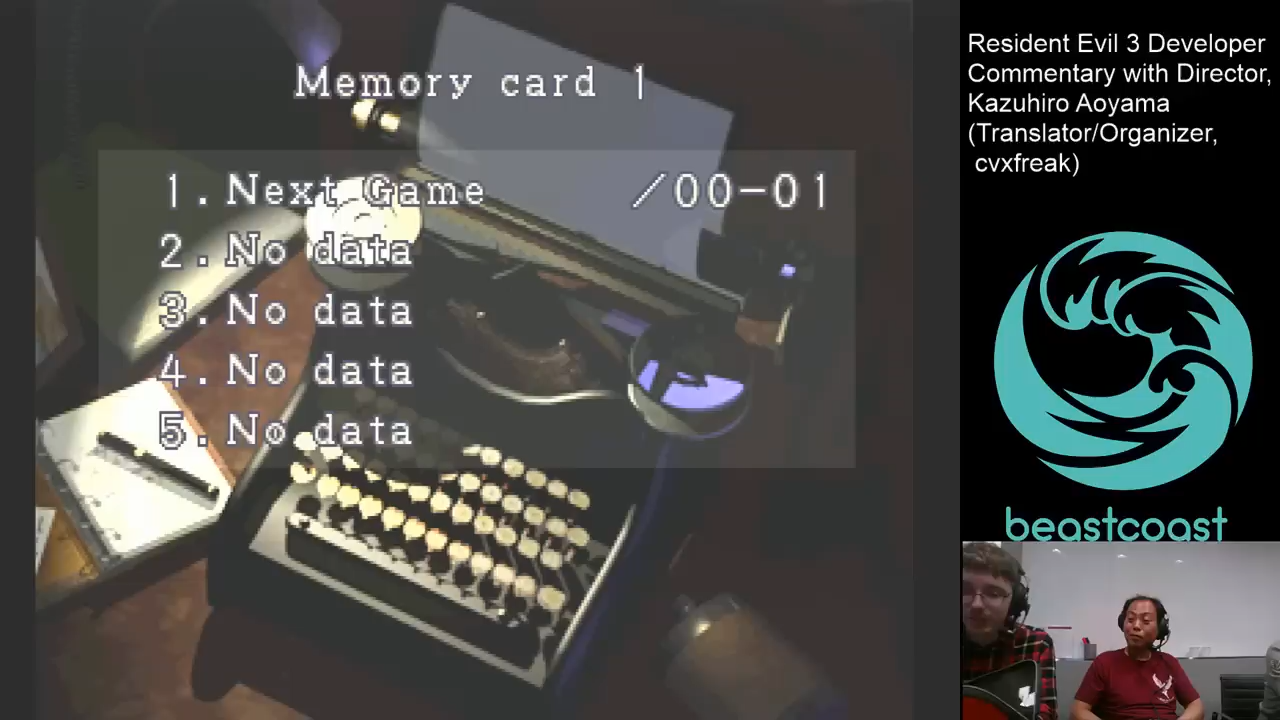 Memory card 1
1. Next Game /00-01
2. No data
3. No data
4. No data
5. No data
Resident Evil 3 Developer
Commentary with Director,
Kazuhiro Aoyama
(Translator/Organizer,
cvxfreak)
beastcoast